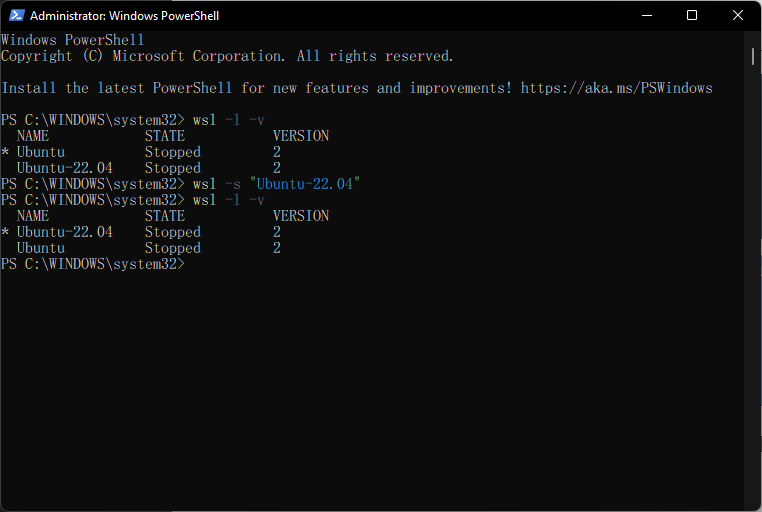 Administrator: Windows PowerShell
Windows PowerShell
Copyright (C) Microsoft Corporation. All rights reserved.
Install the latest PowerShell for new features and improvements! https://aka.ms/PSWindows
PS C:\WINDOWS\system32> wsl -l -v
  NAME            STATE           VERSION
* Ubuntu          Stopped         2
  Ubuntu-22.04    Stopped         2
PS C:\WINDOWS\system32> wsl -s "Ubuntu-22.04"
PS C:\WINDOWS\system32> wsl -l -v
  NAME            STATE           VERSION
* Ubuntu-22.04    Stopped         2
  Ubuntu          Stopped         2
PS C:\WINDOWS\system32>